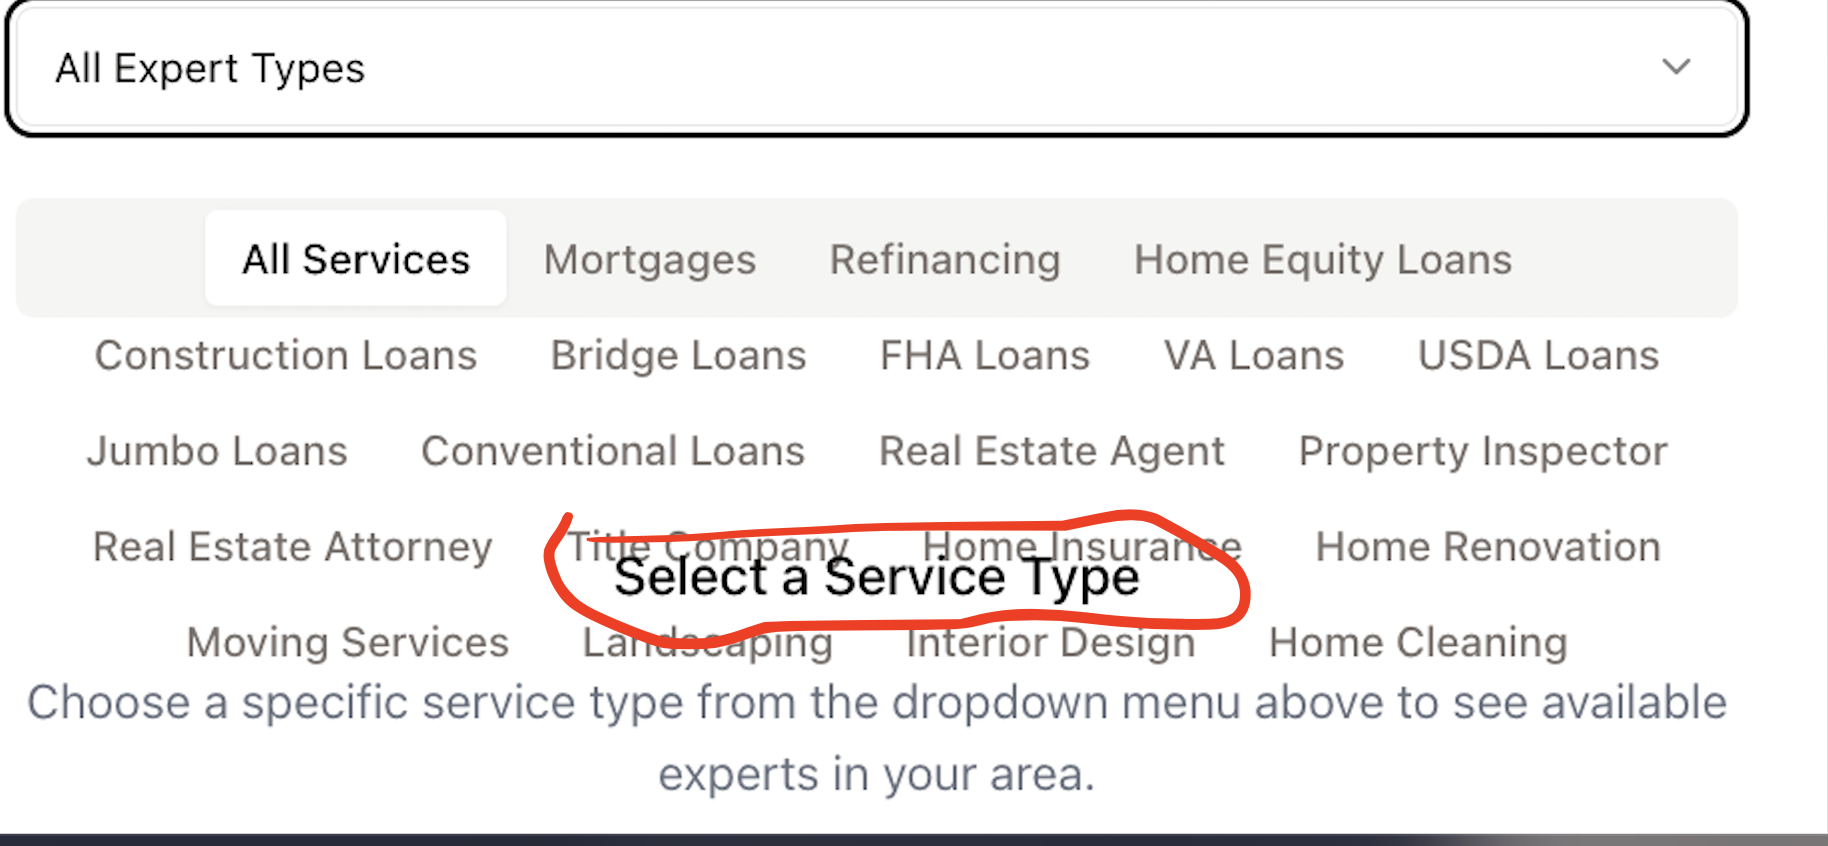 All Expert Types
All Services Mortgages Refinancing Home Equity Loans
Construction Loans Bridge Loans FHA Loans VA Loans USDA Loans
Jumbo Loans Conventional Loans Real Estate Agent Property Inspector
Real Estate Attorney Title Company Home Insurance Home Renovation
Select a Service Type
Moving Services Landscaping Interior Design Home Cleaning
Choose a specific service type from the dropdown menu above to see available
experts in your area.